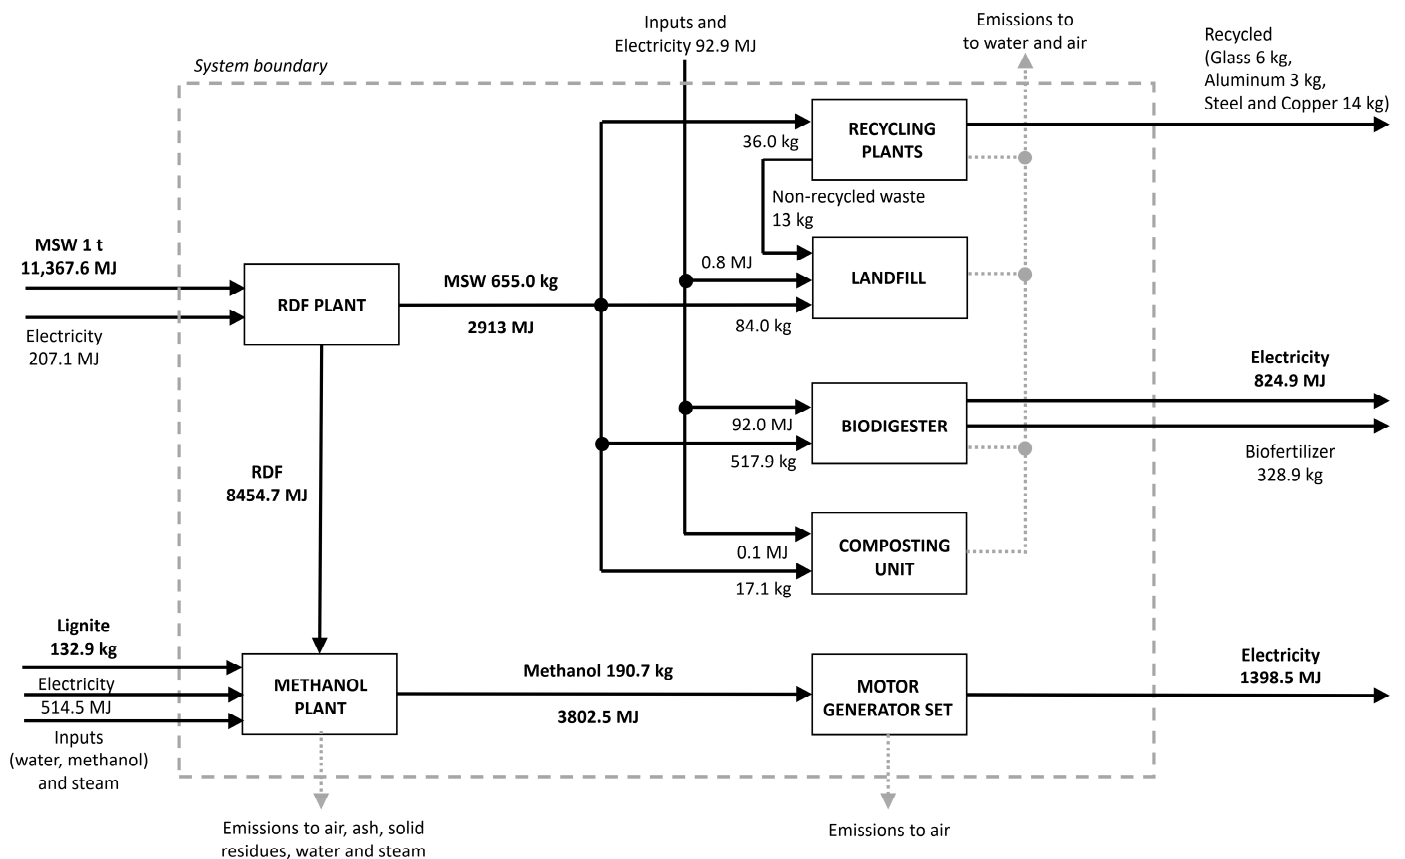 Inputs and
Electricity 92.9 MJ
Emissions to
to water and air
Recycled
(Glass 6 kg,
Aluminum 3 kg,
Steel and Copper 14 kg)
System boundary
RECYCLING
PLANTS
36.0 kg
Non-recycled waste
13 kg
MSW 1 t
11,367.6 MJ
Electricity
207.1 MJ
RDF PLANT
MSW 655.0 kg
2913 MJ
0.8 MJ
LANDFILL
84.0 kg
Electricity
824.9 MJ
92.0 MJ
BIODIGESTER
517.9 kg
Biofertilizer
328.9 kg
RDF
8454.7 MJ
COMPOSTING
UNIT
0.1 MJ
17.1 kg
Lignite
132.9 kg
Electricity
514.5 MJ
Inputs
(water, methanol)
and steam
METHANOL
PLANT
Methanol 190.7 kg
3802.5 MJ
MOTOR
GENERATOR SET
Electricity
1398.5 MJ
Emissions to air, ash, solid
residues, water and steam
Emissions to air